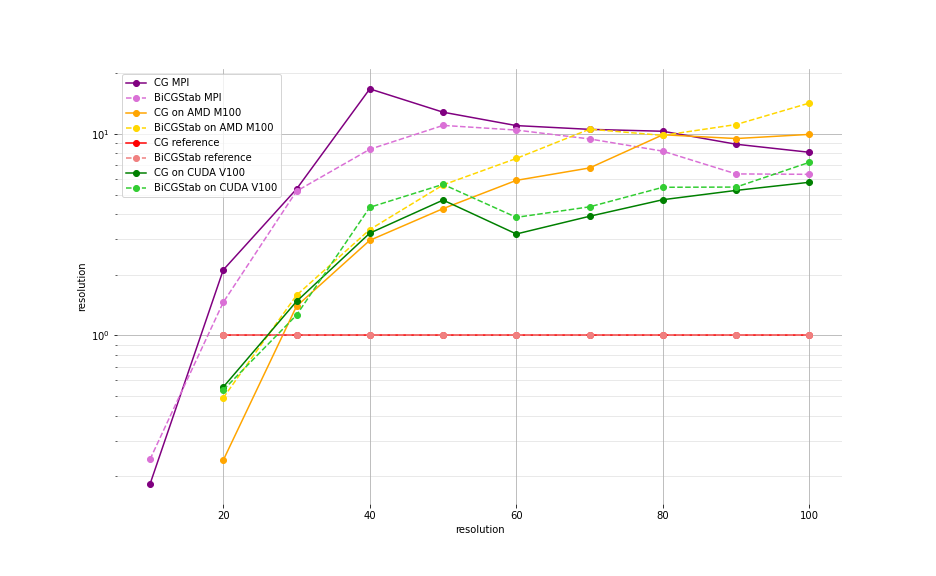 CG MPI
BiCGStab MPI
CG on AMD M100
BiCGStab on AMD M100
CG reference
BiCGStab reference
CG on CUDA V100
BiCGStab on CUDA V100
10¹
10⁰
resolution
20 40 60 80 100
resolution